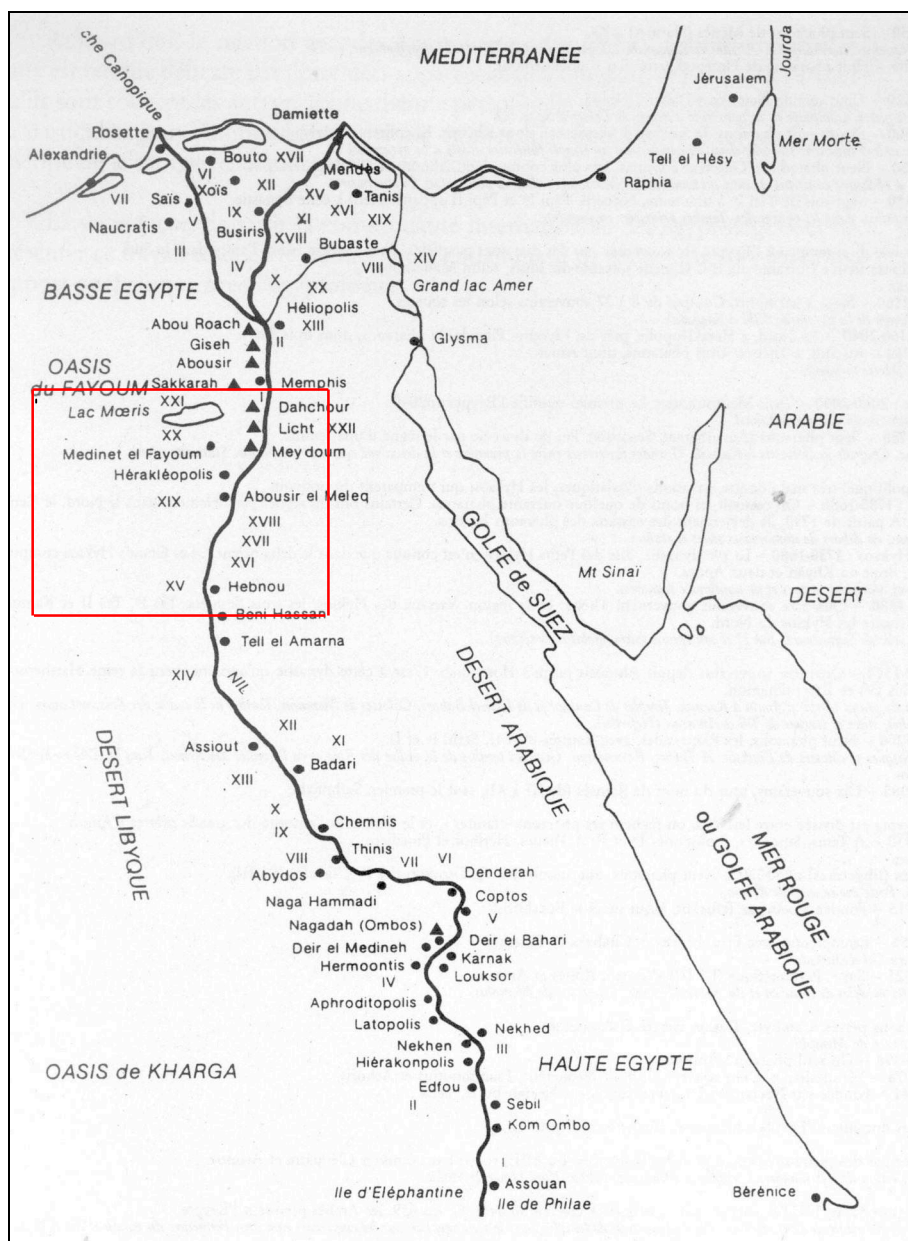 MEDITERRANEE
che Canopique
Jourda
Jérusalem
Damiette
Rosette
Alexandrie
Bouto
XVII
Mendès
Tell el Hésy
Mer Morte
VI
Xoïs
XII
XV
Tanis
Raphia
VII
Saïs
IX
XVI
XIX
Naucratis
Busiris
XI
III
XVIII
Bubaste
XIV
IV
VIII
X
XX
Grand lac Amer
BASSE EGYPTE
Héliopolis
Abou Roach
XIII
Giseh
II
Glysma
Abousir
OASIS
du FAYOUM
Sakkarah
Memphis
I
XXI
Lac Mœris
Dahchour
ARABIE
XX
Licht
XXII
Medinet el Fayoum
Meydoum
Hérakléopolis
XIX
Abousir el Meleq
XVIII
XVII
GOLFE de SUEZ
XVI
Mt Sinaï
XV
Hebnou
DESERT
Beni Hassan
Tell el Amarna
XIV
NIL
DESERT ARABIQUE
XII
XI
Assiout
Badari
XIII
DESERT LIBYQUE
X
Chemnis
IX
Thinis
MER ROUGE
ou GOLFE ARABIQUE
VIII
VII
VI
Abydos
Denderah
Naga Hammadi
Coptos
V
Nagadah (Ombos)
Deir el Bahari
Deir el Medineh
Karnak
Hermoontis
Louksor
IV
Aphroditopolis
Latopolis
Nekhed
Nekhen
III
Hiérakonpolis
HAUTE EGYPTE
OASIS de KHARGA
Edfou
II
Sebil
Kom Ombo
I
Assouan
Ile d'Eléphantine
Ile de Philae
Bérènice